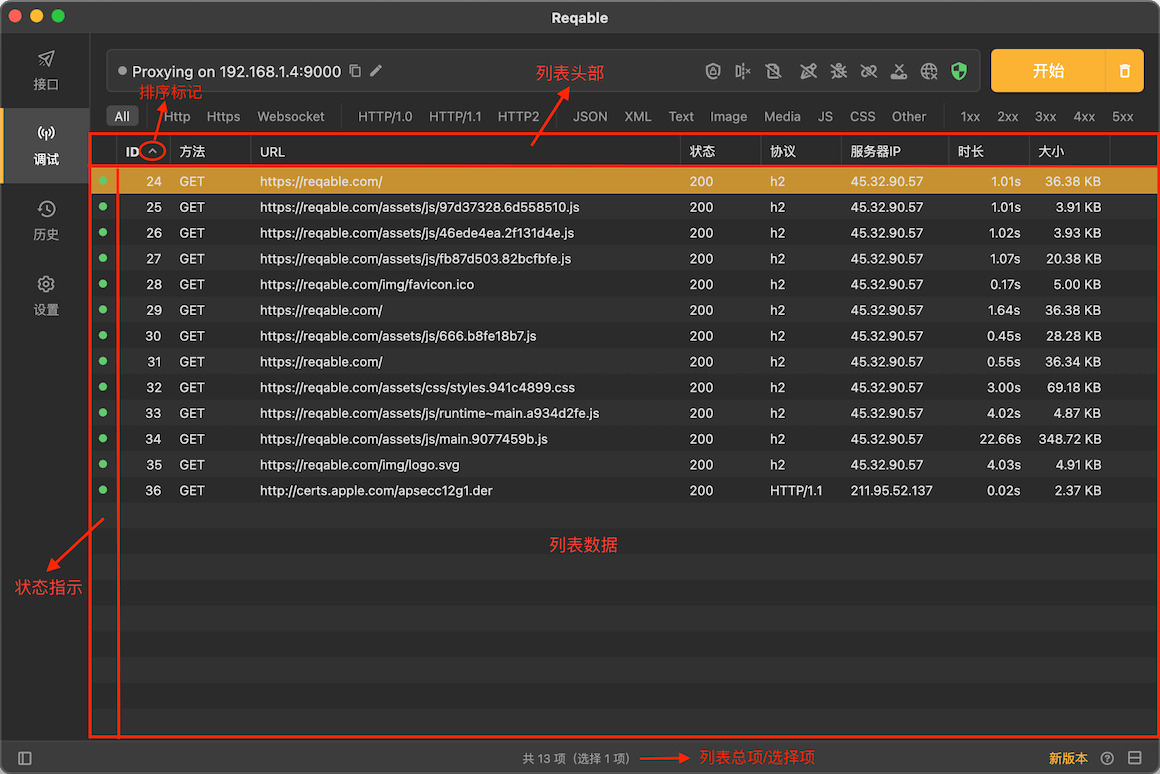 Reqable
接口
Proxying on 192.168.1.4:9000
列表头部
开始
排序标记
All Http Https Websocket HTTP/1.0 HTTP/1.1 HTTP2 JSON XML Text Image Media JS CSS Other 1xx 2xx 3xx 4xx 5xx
调试
ID 方法 URL 状态 协议 服务器IP 时长 大小
24 GET https://reqable.com/ 200 h2 45.32.90.57 1.01s 36.38 KB
25 GET https://reqable.com/assets/js/97d37328.6d558510.js 200 h2 45.32.90.57 1.01s 3.91 KB
26 GET https://reqable.com/assets/js/46ede4ea.2f131d4e.js 200 h2 45.32.90.57 1.02s 3.93 KB
历史
27 GET https://reqable.com/assets/js/fb87d503.82bcfbfe.js 200 h2 45.32.90.57 1.07s 20.38 KB
28 GET https://reqable.com/img/favicon.ico 200 h2 45.32.90.57 0.17s 5.00 KB
设置
29 GET https://reqable.com/ 200 h2 45.32.90.57 1.64s 36.38 KB
30 GET https://reqable.com/assets/js/666.b8fe18b7.js 200 h2 45.32.90.57 0.45s 28.28 KB
31 GET https://reqable.com/ 200 h2 45.32.90.57 0.55s 36.34 KB
32 GET https://reqable.com/assets/css/styles.941c4899.css 200 h2 45.32.90.57 3.00s 69.18 KB
33 GET https://reqable.com/assets/js/runtime~main.a934d2fe.js 200 h2 45.32.90.57 4.02s 4.87 KB
34 GET https://reqable.com/assets/js/main.9077459b.js 200 h2 45.32.90.57 22.66s 348.72 KB
35 GET https://reqable.com/img/logo.svg 200 h2 45.32.90.57 4.03s 4.91 KB
36 GET http://certs.apple.com/apsecc12g1.der 200 HTTP/1.1 211.95.52.137 0.02s 2.37 KB
列表数据
状态指示
共 13 项（选择 1 项） 列表总项/选择项 新版本